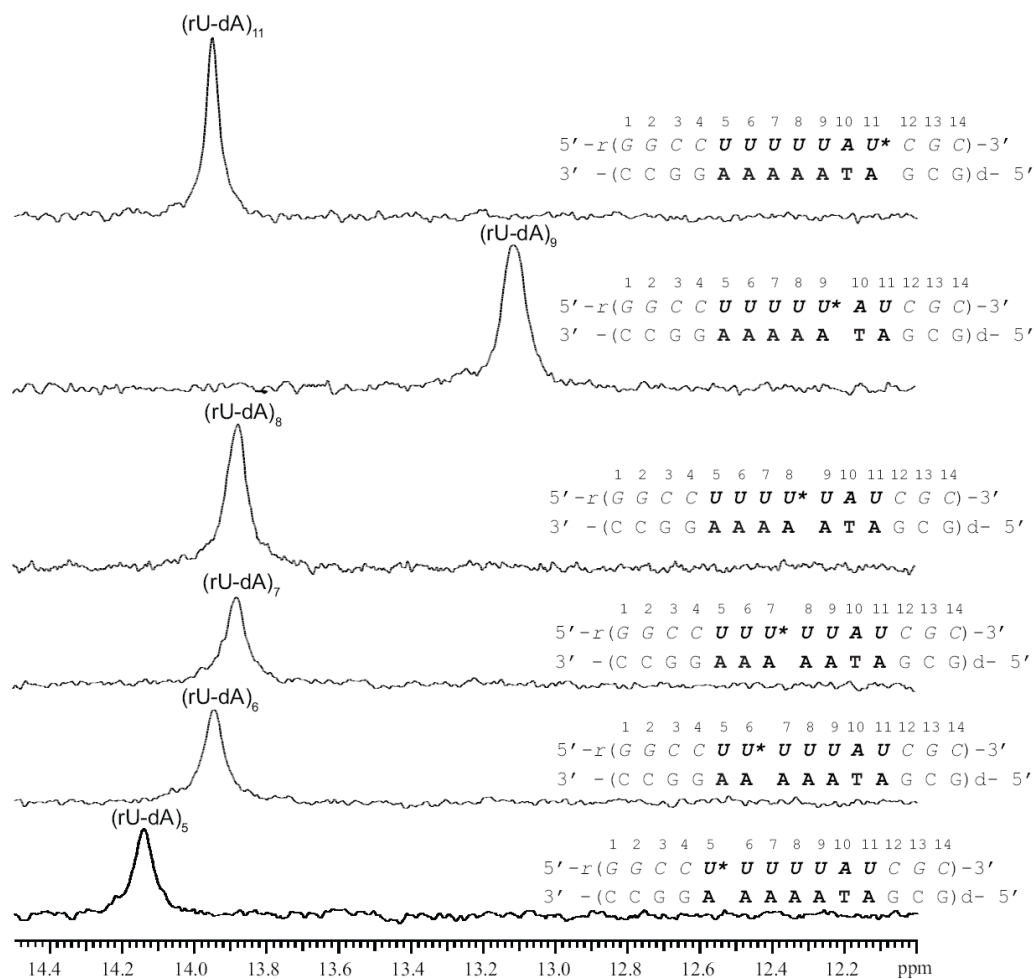 (rU-dA)11
1 2 3 4 5 6 7 8 9 10 11 12 13 14
5'-r(G G C C U U U U U A U* C G C)-3'
3' -(C C G G A A A A A T A G C G)d- 5'
(rU-dA)9
1 2 3 4 5 6 7 8 9 10 11 12 13 14
5'-r(G G C C U U U U U* A U C G C)-3'
3' -(C C G G A A A A A T A G C G)d- 5'
(rU-dA)8
1 2 3 4 5 6 7 8 9 10 11 12 13 14
5'-r(G G C C U U U U* U A U C G C)-3'
3' -(C C G G A A A A A T A G C G)d- 5'
(rU-dA)7
1 2 3 4 5 6 7 8 9 10 11 12 13 14
5'-r(G G C C U U U* U U A U C G C)-3'
3' -(C C G G A A A A A T A G C G)d- 5'
(rU-dA)6
1 2 3 4 5 6 7 8 9 10 11 12 13 14
5'-r(G G C C U U* U U U A U C G C)-3'
3' -(C C G G A A A A A T A G C G)d- 5'
(rU-dA)5
1 2 3 4 5 6 7 8 9 10 11 12 13 14
5'-r(G G C C U* U U U U A U C G C)-3'
3' -(C C G G A A A A A T A G C G)d- 5'
14.4 14.2 14.0 13.8 13.6 13.4 13.2 13.0 12.8 12.6 12.4 12.2 ppm